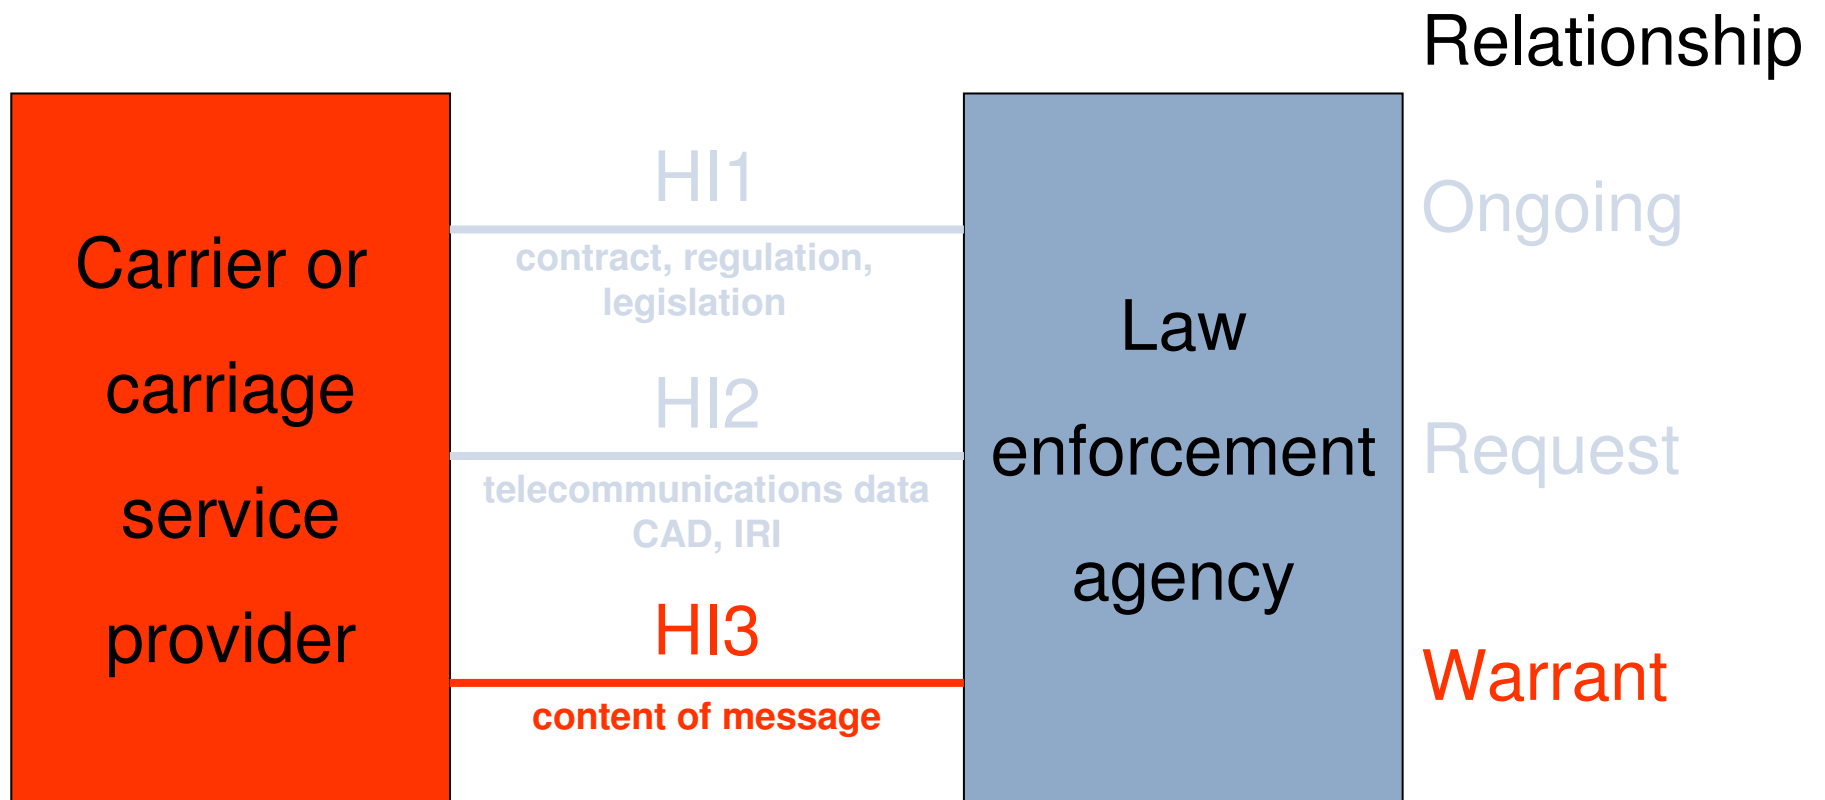 Relationship
Carrier or
carriage
service
provider
HI1
contract, regulation,
legislation
HI2
telecommunications data
CAD, IRI
HI3
content of message
Law
enforcement
agency
Ongoing
Request
Warrant